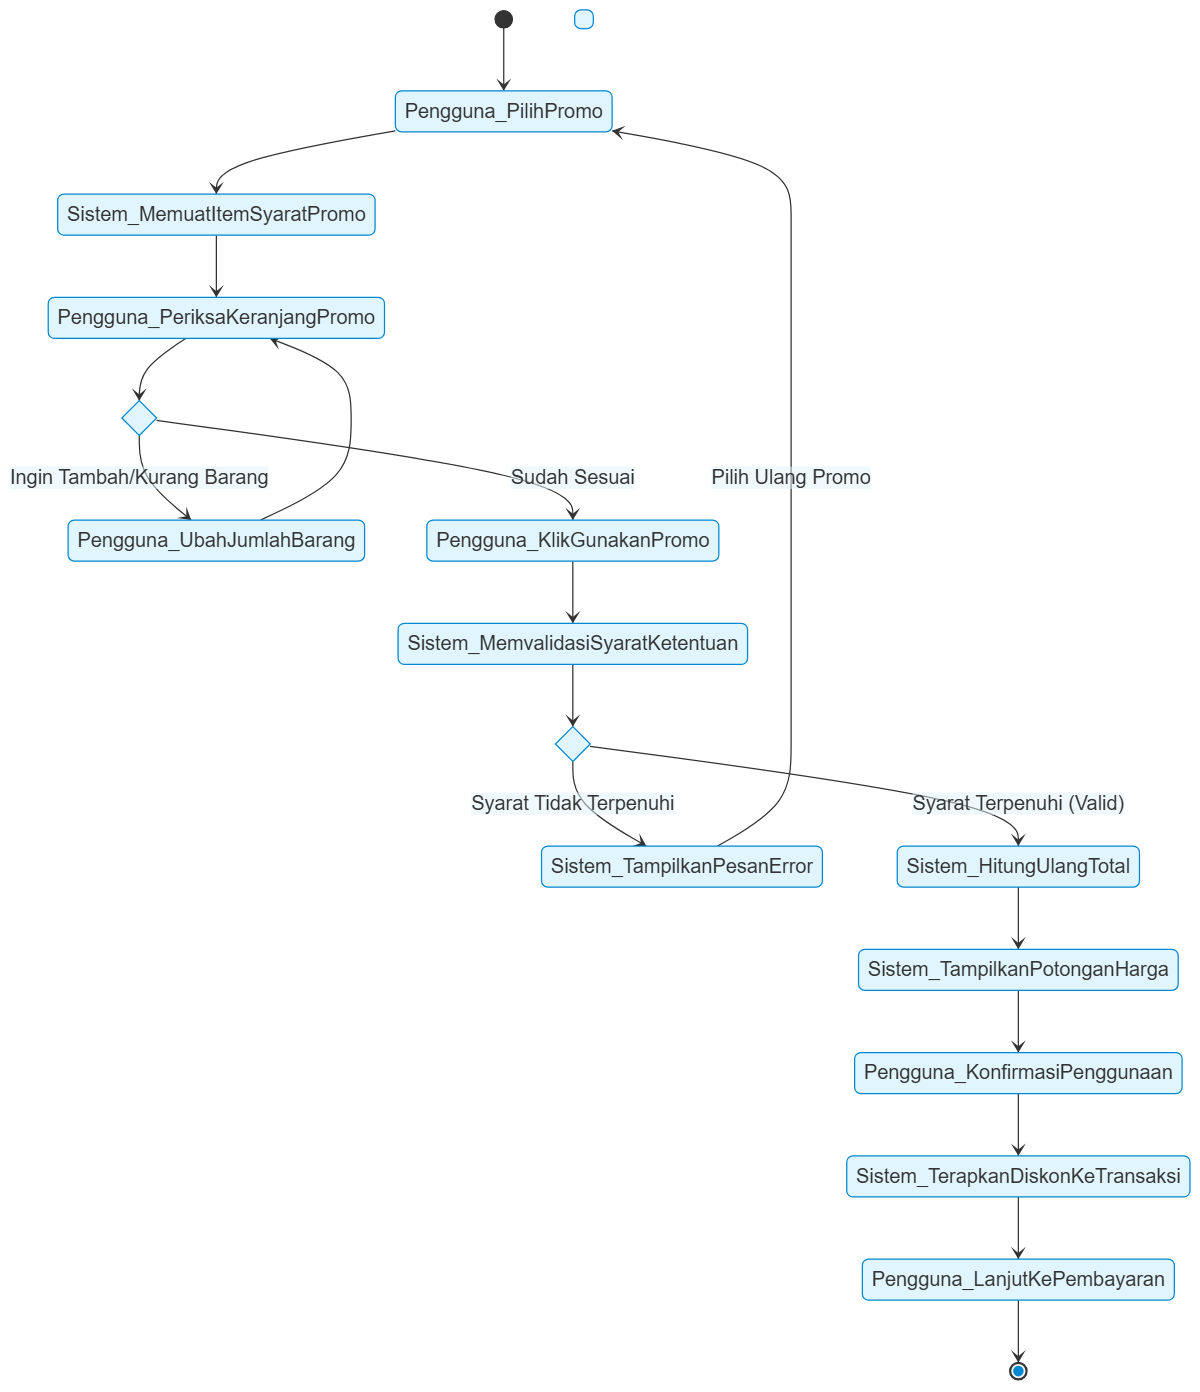 Pengguna_PilihPromo
Sistem_MemuatItemSyaratPromo
Pengguna_PeriksaKeranjangPromo
Ingin Tambah/Kurang Barang
Sudah Sesuai
Pilih Ulang Promo
Pengguna_UbahJumlahBarang
Pengguna_KlikGunakanPromo
Sistem_MemvalidasiSyaratKetentuan
Syarat Tidak Terpenuhi
Syarat Terpenuhi (Valid)
Sistem_TampilkanPesanError
Sistem_HitungUlangTotal
Sistem_TampilkanPotonganHarga
Pengguna_KonfirmasiPenggunaan
Sistem_TerapkanDiskonKeTransaksi
Pengguna_LanjutKePembayaran